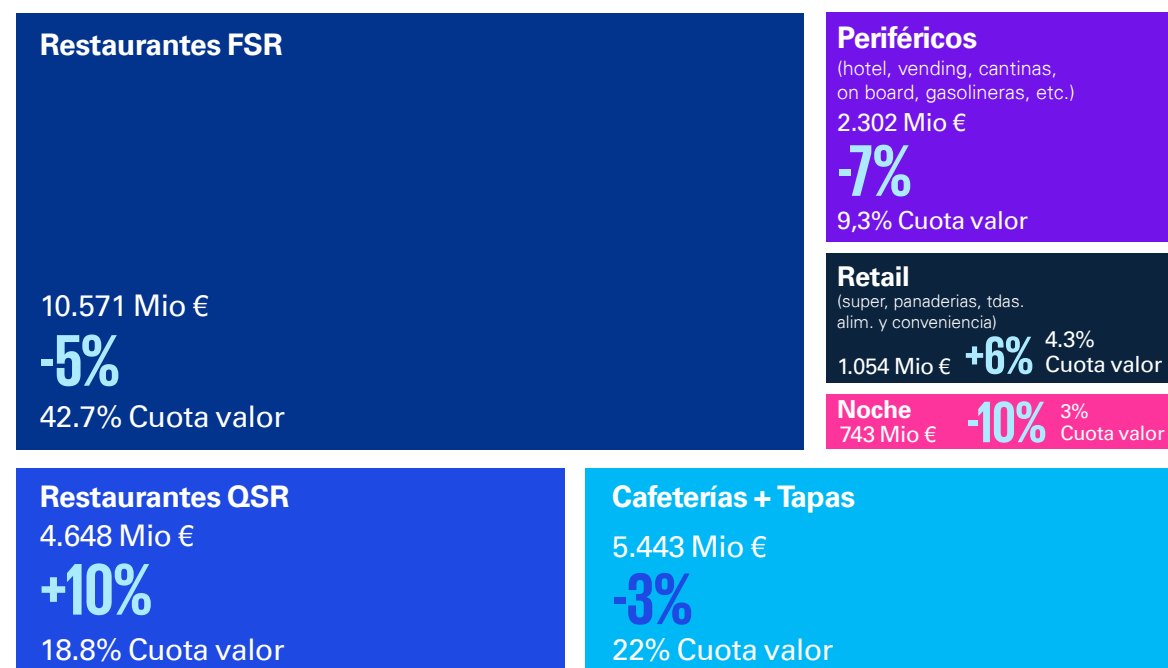 Restaurantes FSR
10.571 Mio €
-5%
42.7% Cuota valor
Periféricos
(hotel, vending, cantinas,
on board, gasolineras, etc.)
2.302 Mio €
-7%
9,3% Cuota valor
Retail
(super, panaderias, tdas.
alim. y conveniencia)
1.054 Mio €
+6%
4.3%
Cuota valor
Noche
743 Mio €
-10%
3%
Cuota valor
Restaurantes QSR
4.648 Mio €
+10%
18.8% Cuota valor
Cafeterías + Tapas
5.443 Mio €
-3%
22% Cuota valor